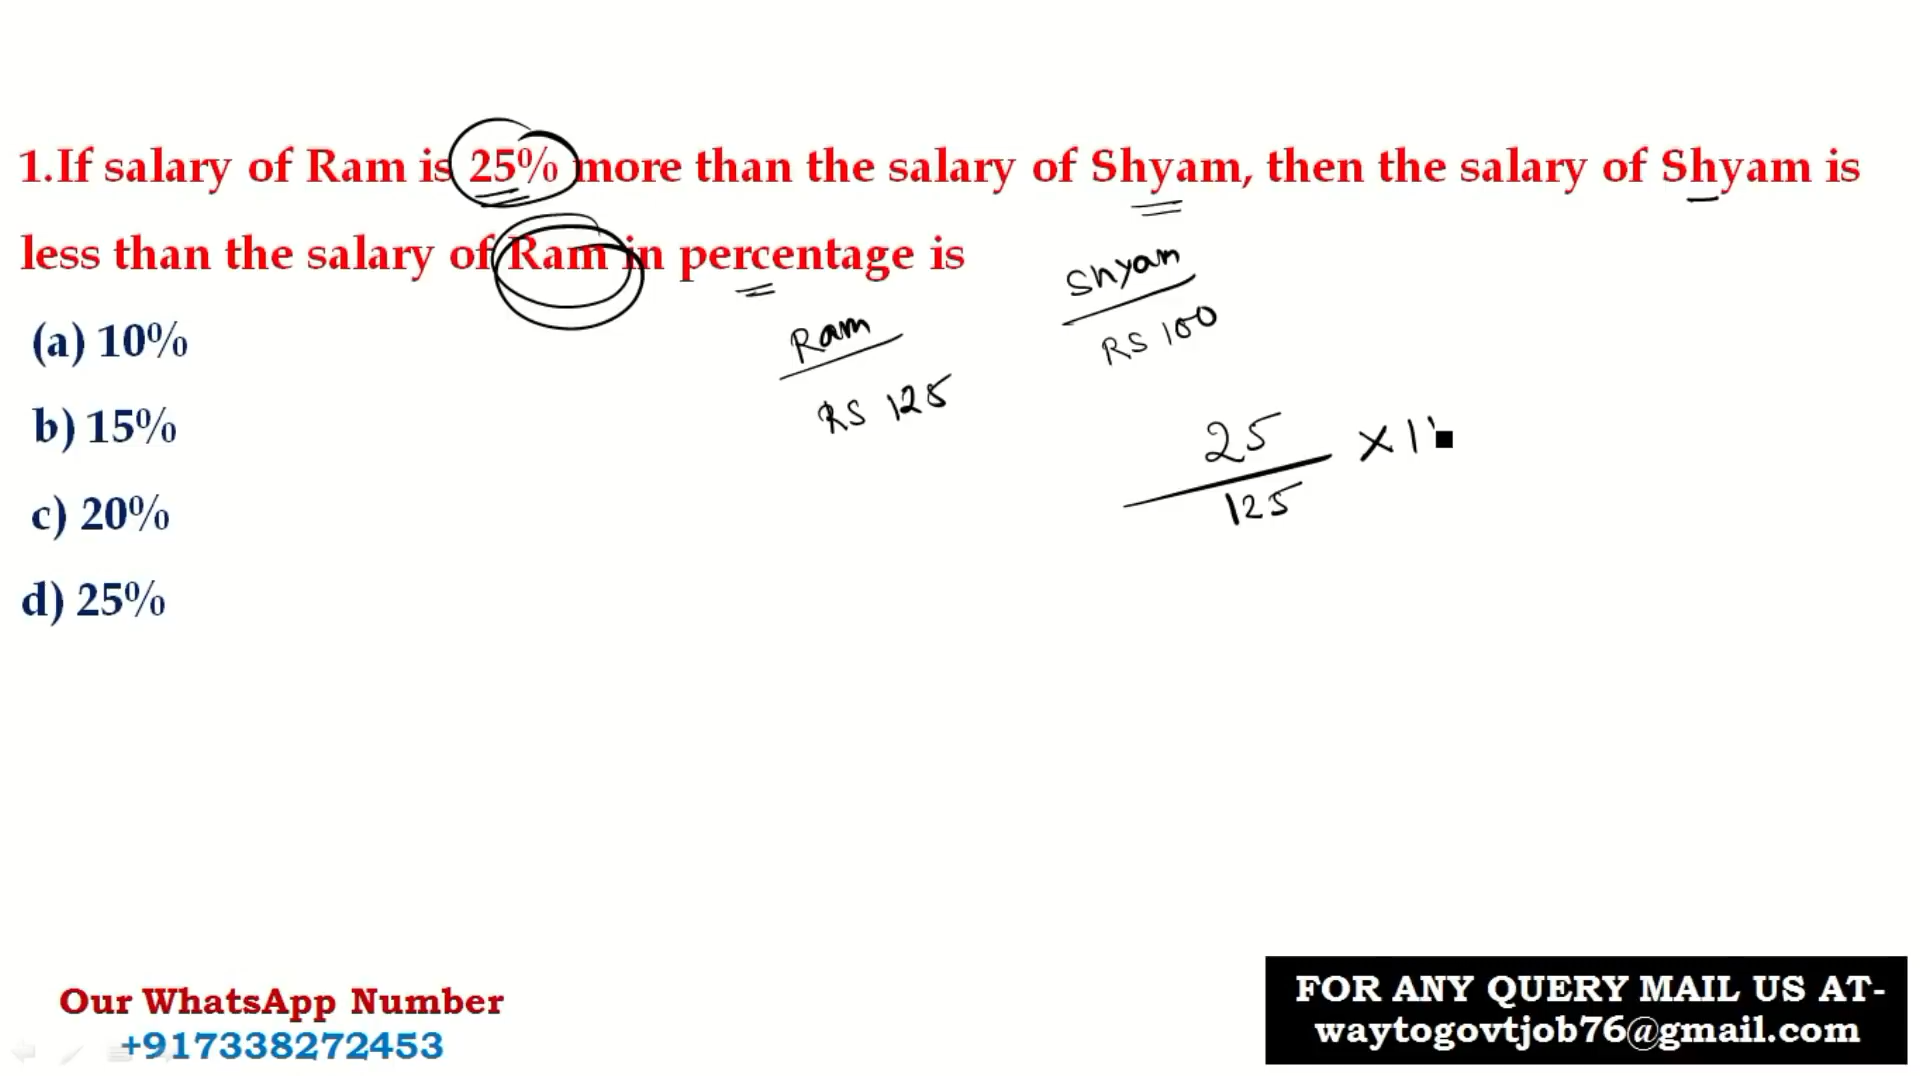 1.If salary of Ram is 25% more than the salary of Shyam, then the salary of Shyam is
less than the salary of Ram in percentage is
(a) 10%
b) 15%
c) 20%
d) 25%
Shyam
RS 100
Ram
RS 125
25
125
× 1
Our WhatsApp Number
+917338272453
FOR ANY QUERY MAIL US AT-
waytogovtjob76@gmail.com